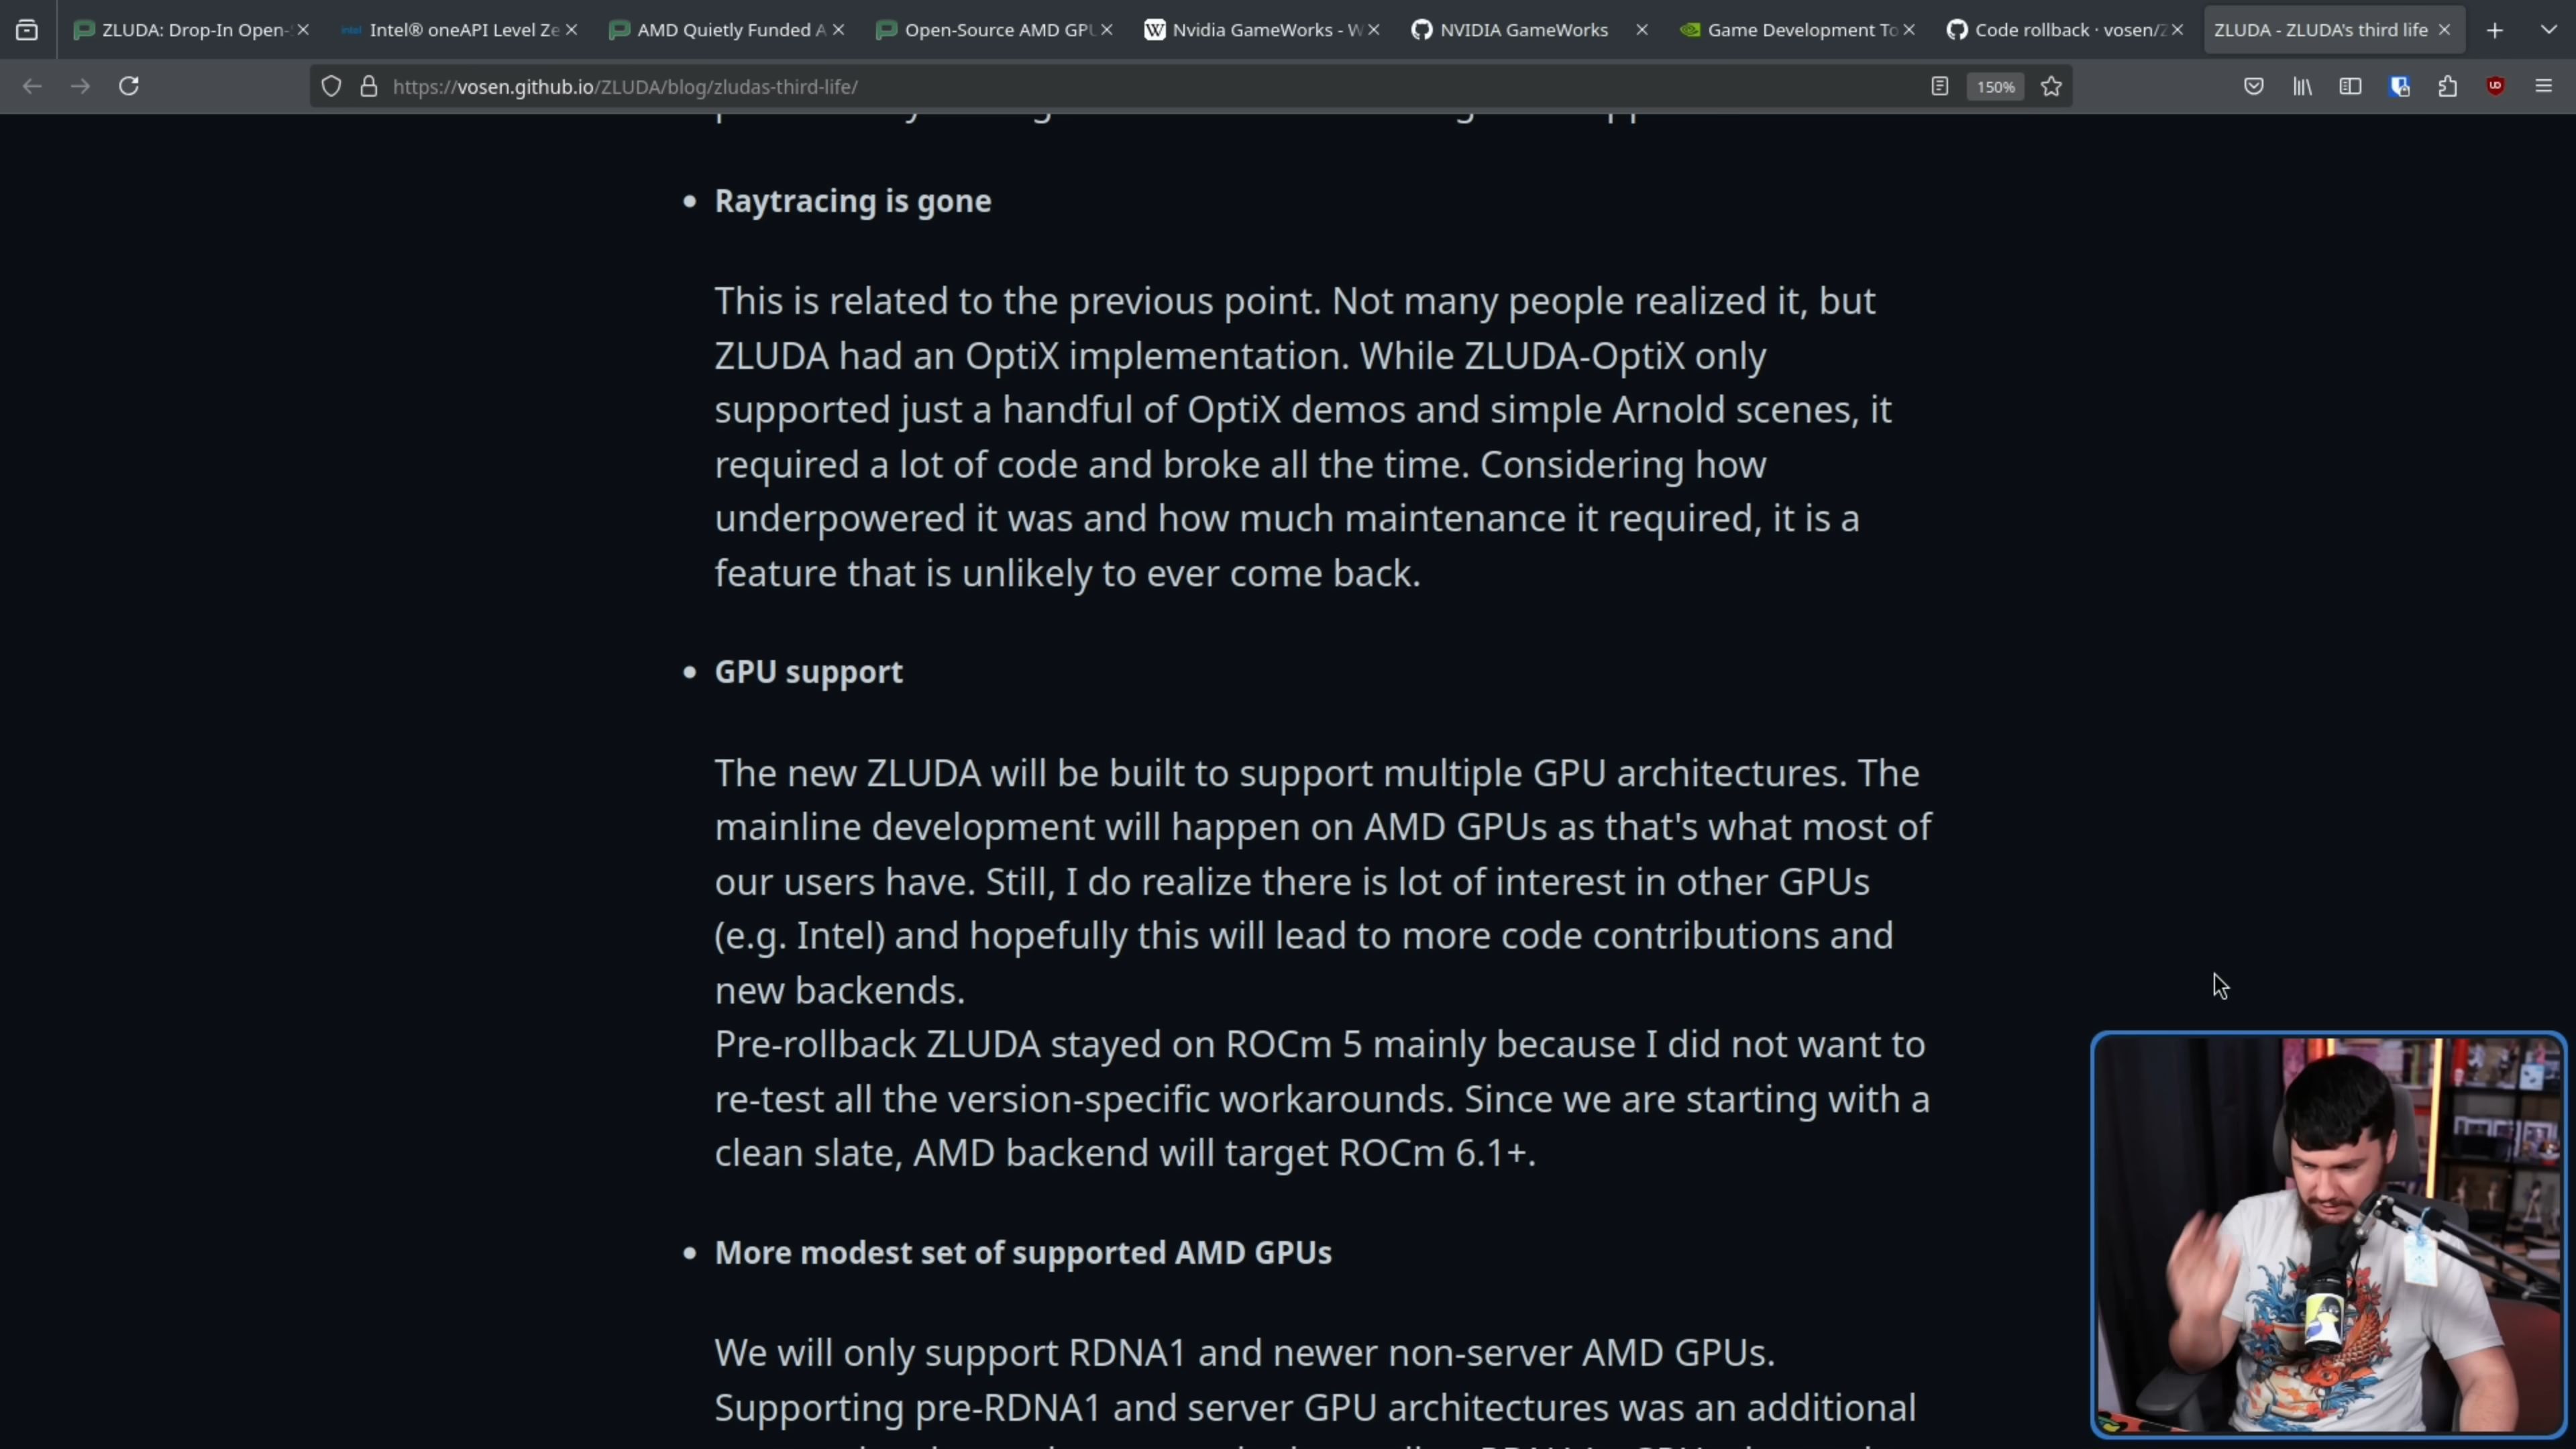 ZLUDA: Drop-In Open-
intel
Intel® oneAPI Level Ze
AMD Quietly Funded A
Open-Source AMD GPU
W
Nvidia GameWorks - W
NVIDIA GameWorks
Game Development To
Code rollback · vosen/Z
ZLUDA - ZLUDA's third life
https://vosen.github.io/ZLUDA/blog/zludas-third-life/
150%
• Raytracing is gone
This is related to the previous point. Not many people realized it, but
ZLUDA had an OptiX implementation. While ZLUDA-OptiX only
supported just a handful of OptiX demos and simple Arnold scenes, it
required a lot of code and broke all the time. Considering how
underpowered it was and how much maintenance it required, it is a
feature that is unlikely to ever come back.
• GPU support
The new ZLUDA will be built to support multiple GPU architectures. The
mainline development will happen on AMD GPUs as that's what most of
our users have. Still, I do realize there is lot of interest in other GPUs
(e.g. Intel) and hopefully this will lead to more code contributions and
new backends.
Pre-rollback ZLUDA stayed on ROCm 5 mainly because I did not want to
re-test all the version-specific workarounds. Since we are starting with a
clean slate, AMD backend will target ROCm 6.1+.
• More modest set of supported AMD GPUs
We will only support RDNA1 and newer non-server AMD GPUs.
Supporting pre-RDNA1 and server GPU architectures was an additional